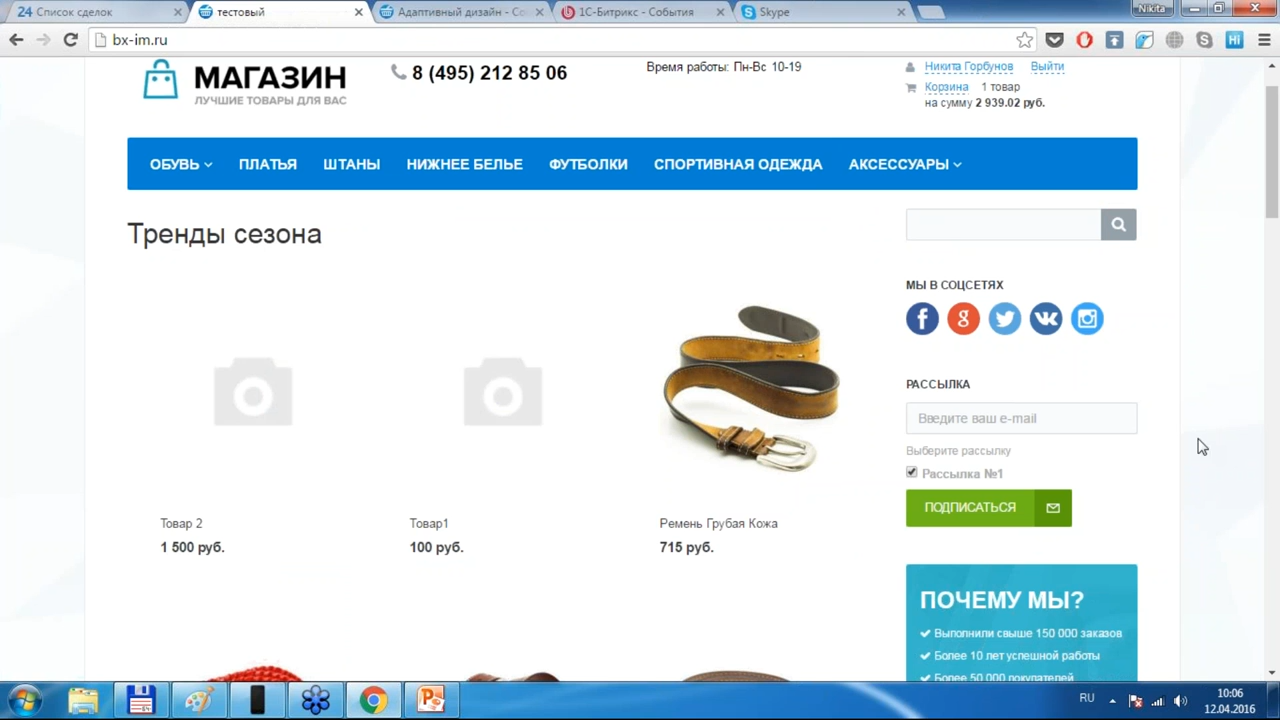 Список сделок
тестовый
Адаптивный дизайн - Со
1С-Битрикс - События
Skype
Nikita
bx-im.ru
МАГАЗИН
ЛУЧШИЕ ТОВАРЫ ДЛЯ ВАС
8 (495) 212 85 06
Время работы: Пн-Вс 10-19
Никита Горбунов Выйти
Корзина 1 товар
на сумму 2 939.02 руб.
ОБУВЬ ПЛАТЬЯ ШТАНЫ НИЖНЕЕ БЕЛЬЕ ФУТБОЛКИ СПОРТИВНАЯ ОДЕЖДА АКСЕССУАРЫ
Тренды сезона
МЫ В СОЦСЕТЯХ
РАССЫЛКА
Введите ваш e-mail
Выберите рассылку
Рассылка №1
ПОДПИСАТЬСЯ
Товар 2
1 500 руб.
Товар1
100 руб.
Ремень Грубая Кожа
715 руб.
ПОЧЕМУ МЫ?
Выполнили свыше 150 000 заказов
Более 10 лет успешной работы
Более 50 000 покупателей
RU
10:06
12.04.2016